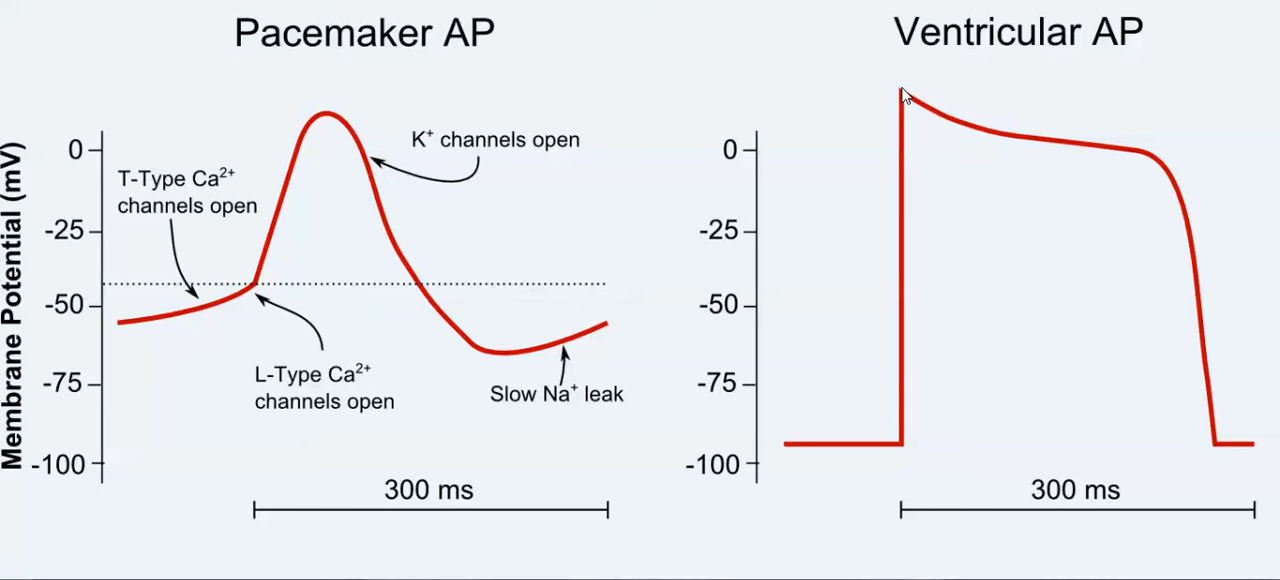 Pacemaker AP
Ventricular AP
Membrane Potential (mV)
0
-25
-50
-75
-100
T-Type Ca²⁺
channels open
K⁺ channels open
L-Type Ca²⁺
channels open
Slow Na⁺ leak
300 ms
0
-25
-50
-75
-100
300 ms